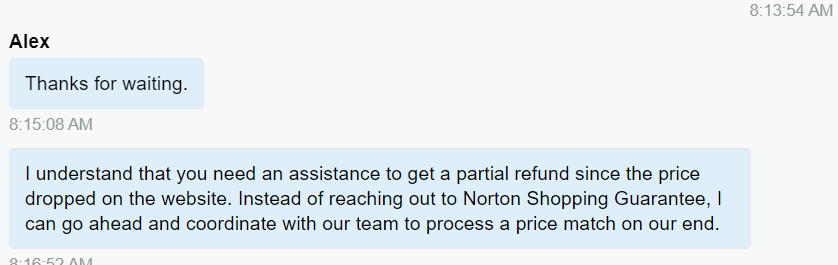 8:13:54 AM
Alex
Thanks for waiting.
8:15:08 AM
I understand that you need an assistance to get a partial refund since the price
dropped on the website. Instead of reaching out to Norton Shopping Guarantee, I
can go ahead and coordinate with our team to process a price match on our end.
8:16:52 AM